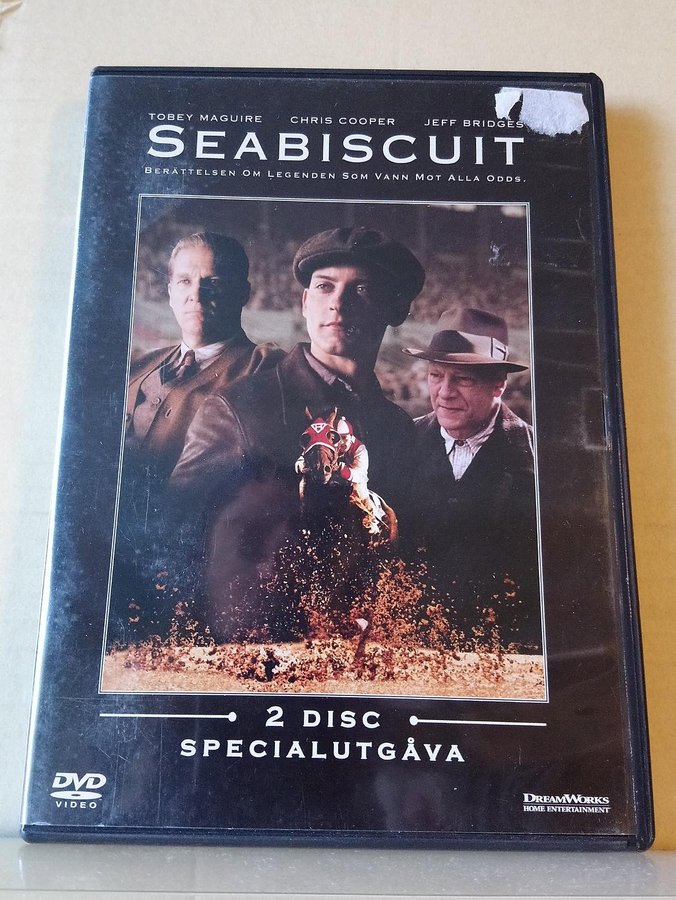 TOBEY MAGUIRE CHRIS COOPER JEFF BRIDGES
SEABISCUIT
BERÄTTELSEN OM LEGENDEN SOM VANN MOT ALLA ODDS.
2 DISC
SPECIALUTGÅVA
DVD
VIDEO
DREAMWORKS
HOME ENTERTAINMENT